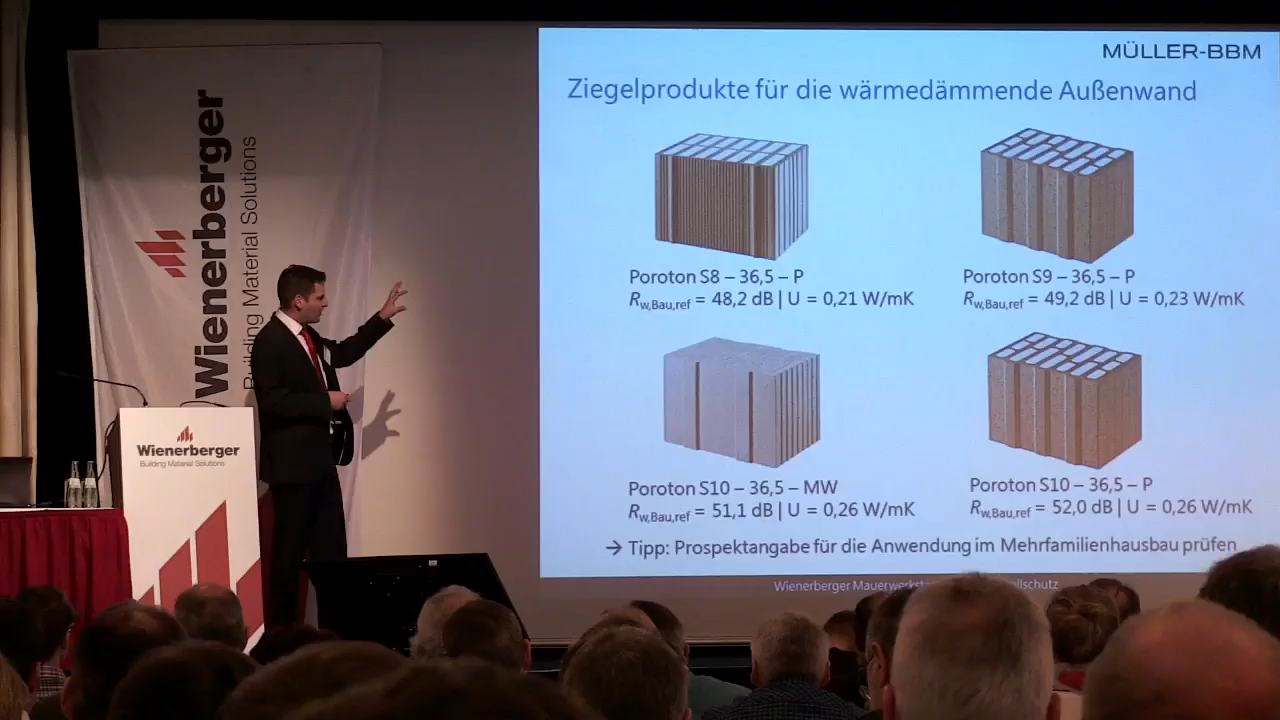 Wienerberger
Building Material Solutions
Wienerberger
Building Material Solutions
MÜLLER-BBM
Ziegelprodukte für die wärmedämmende Außenwand
Poroton S8 – 36,5 – P
Rw,Bau,ref = 48,2 dB | U = 0,21 W/mK
Poroton S9 – 36,5 – P
Rw,Bau,ref = 49,2 dB | U = 0,23 W/mK
Poroton S10 – 36,5 – MW
Rw,Bau,ref = 51,1 dB | U = 0,26 W/mK
Poroton S10 – 36,5 – P
Rw,Bau,ref = 52,0 dB | U = 0,26 W/mK
→ Tipp: Prospektangabe für die Anwendung im Mehrfamilienhausbau prüfen
Wienerberger